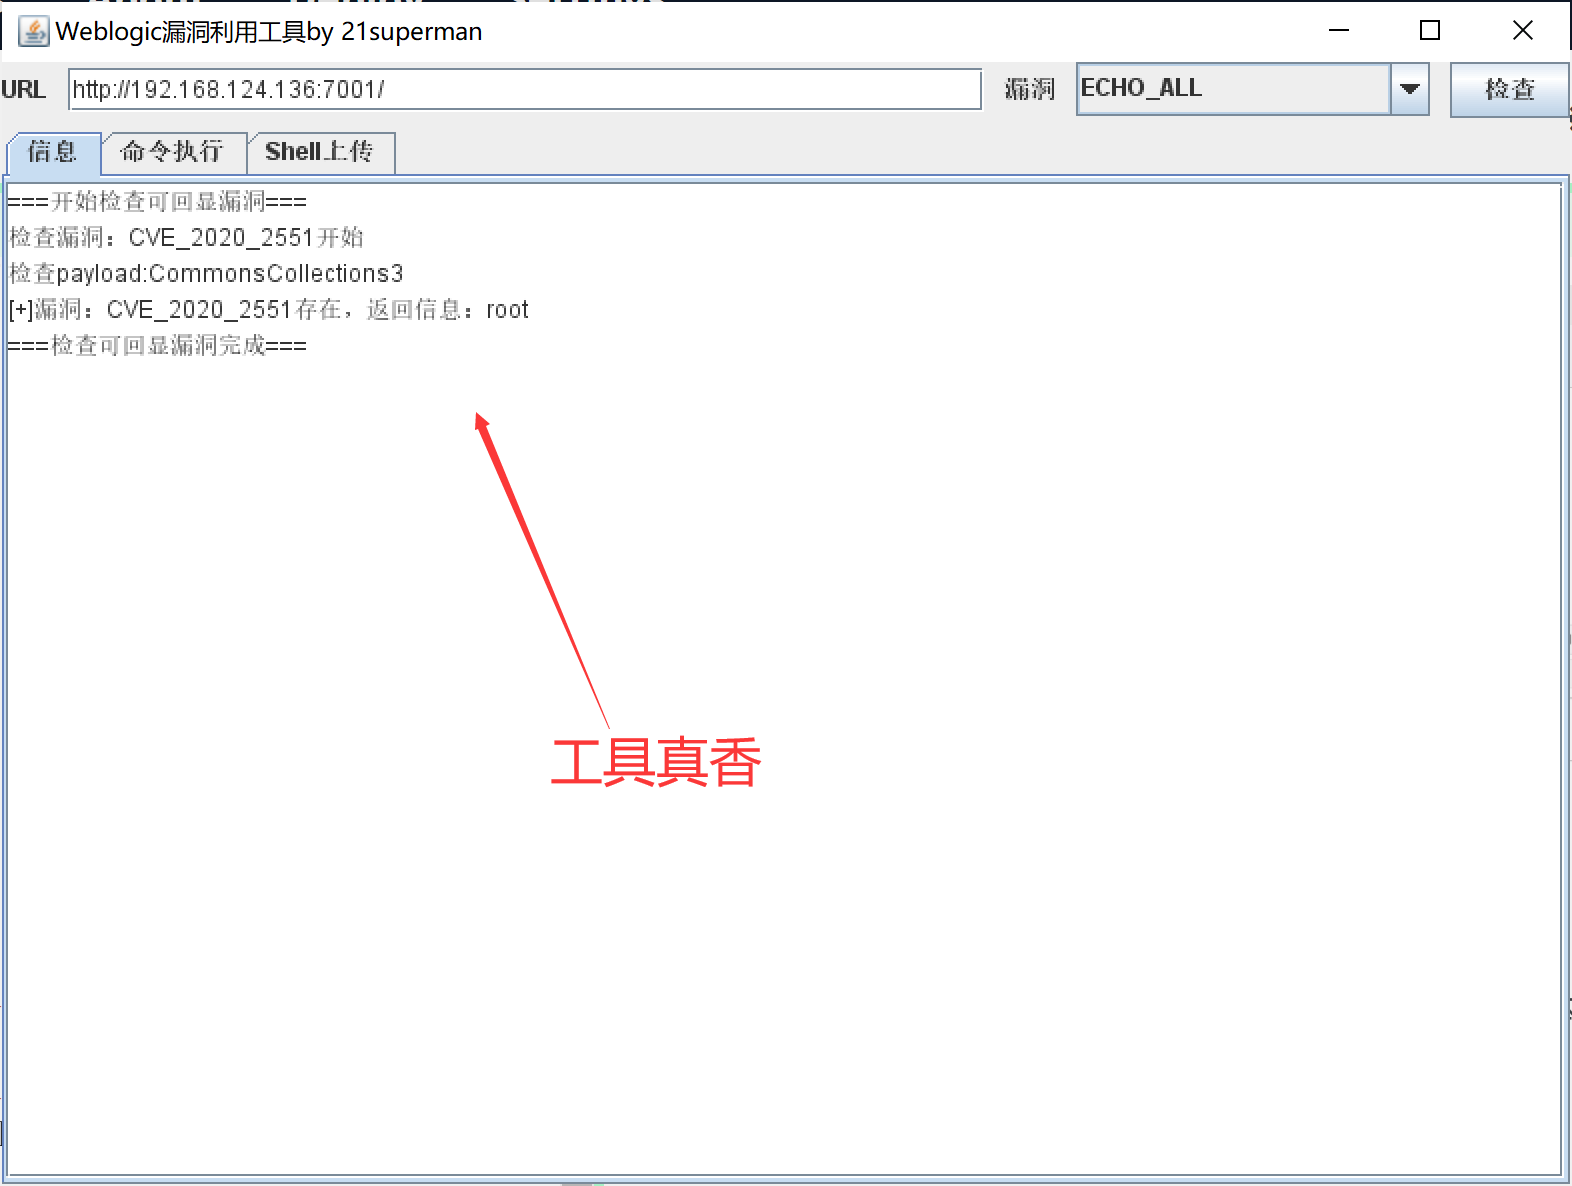 Weblogic漏洞利用工具by 21superman
URL http://192.168.124.136:7001/ 漏洞 ECHO_ALL 检查
信息 命令执行 Shell上传
===开始检查可回显漏洞===
检查漏洞：CVE_2020_2551开始
检查payload:CommonsCollections3
[+]漏洞：CVE_2020_2551存在，返回信息：root
===检查可回显漏洞完成===
工具真香